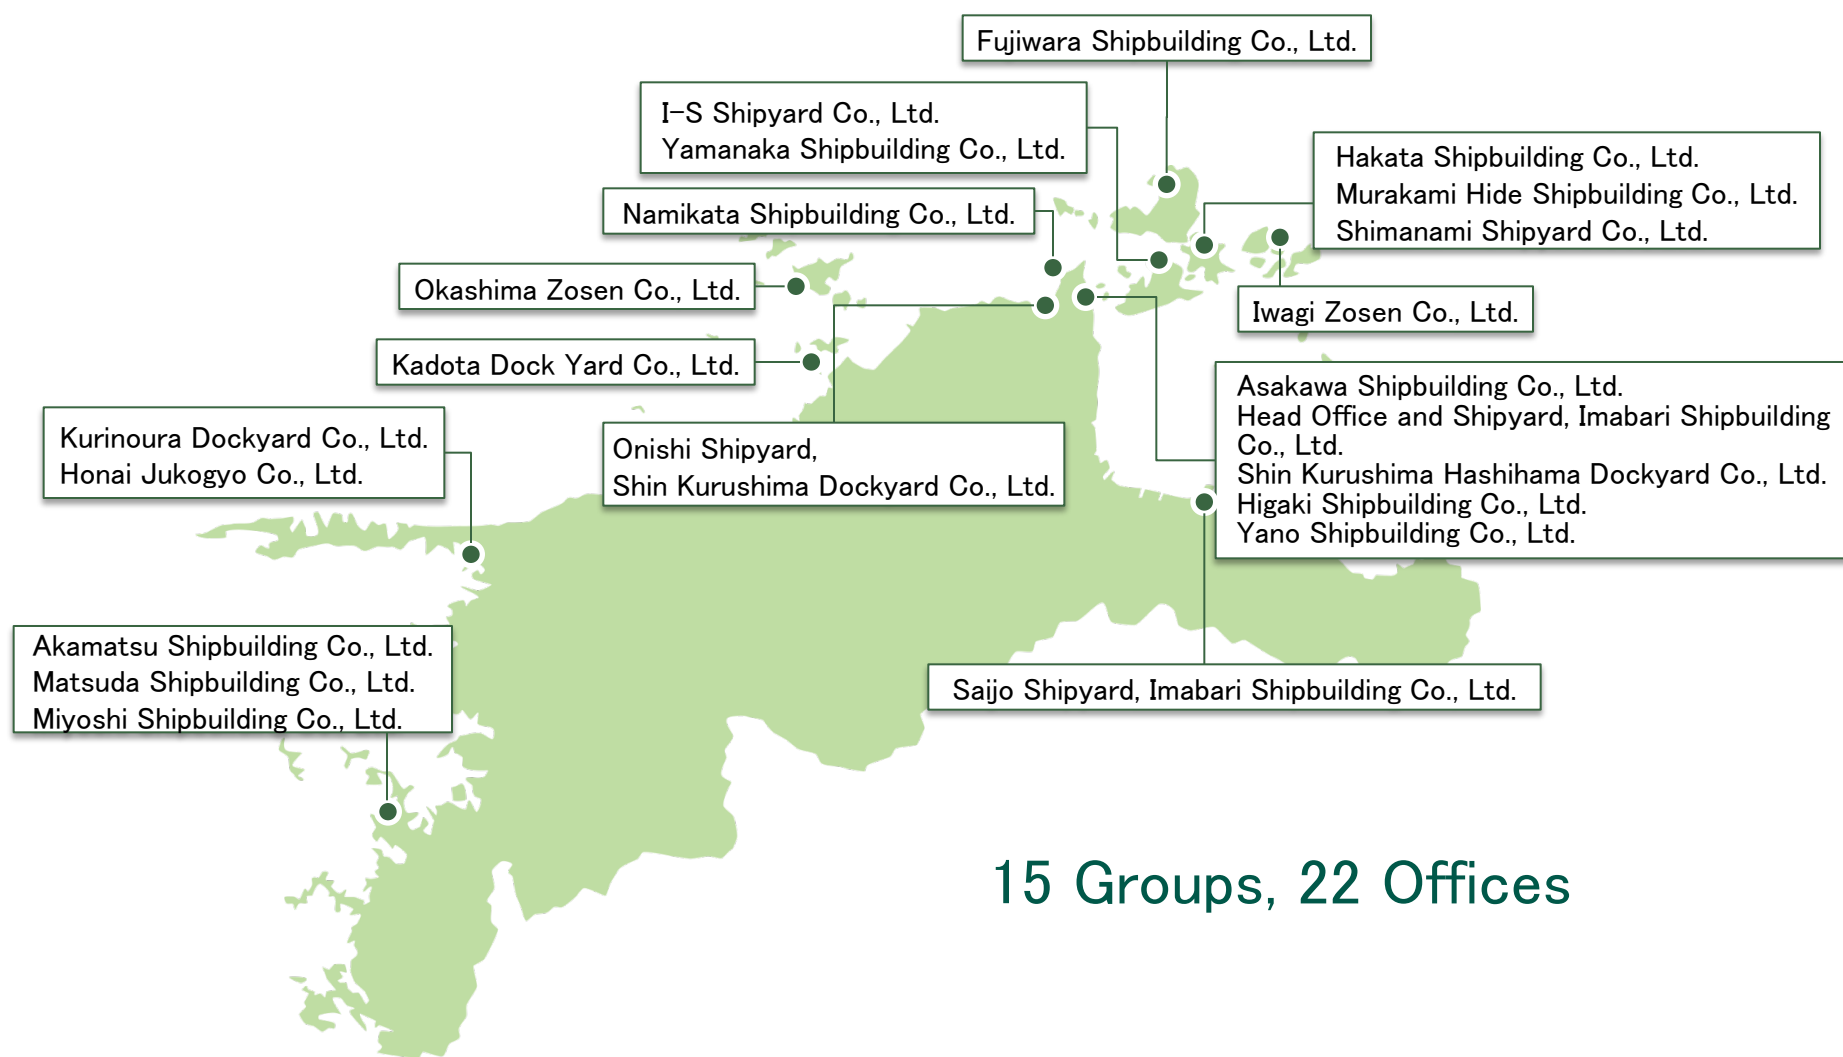 Fujiwara Shipbuilding Co., Ltd.
I-S Shipyard Co., Ltd.
Yamanaka Shipbuilding Co., Ltd.
Hakata Shipbuilding Co., Ltd.
Murakami Hide Shipbuilding Co., Ltd.
Shimanami Shipyard Co., Ltd.
Namikata Shipbuilding Co., Ltd.
Okashima Zosen Co., Ltd.
Iwagi Zosen Co., Ltd.
Kadota Dock Yard Co., Ltd.
Asakawa Shipbuilding Co., Ltd.
Head Office and Shipyard, Imabari Shipbuilding
Co., Ltd.
Shin Kurushima Hashihama Dockyard Co., Ltd.
Higaki Shipbuilding Co., Ltd.
Yano Shipbuilding Co., Ltd.
Kurinoura Dockyard Co., Ltd.
Honai Jukogyo Co., Ltd.
Onishi Shipyard,
Shin Kurushima Dockyard Co., Ltd.
Akamatsu Shipbuilding Co., Ltd.
Matsuda Shipbuilding Co., Ltd.
Miyoshi Shipbuilding Co., Ltd.
Saijo Shipyard, Imabari Shipbuilding Co., Ltd.
15 Groups, 22 Offices